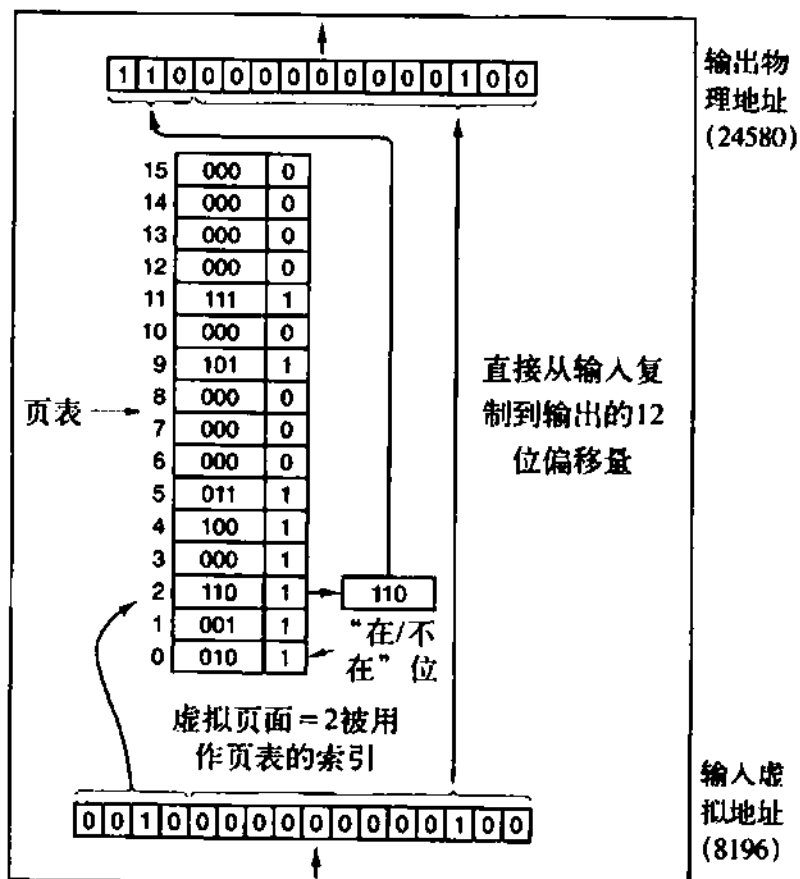 1 1 0 0 0 0 0 0 0 0 0 0 1 0 0
输出物
理地址
(24580)
15 000 0
14 000 0
13 000 0
12 000 0
11 111 1
10 000 0
9 101 1
8 000 0
7 000 0
6 000 0
5 011 1
4 100 1
3 000 1
2 110 1
1 001 1
0 010 1
页表
110
“在/不
在”位
直接从输入复
制到输出的12
位偏移量
虚拟页面=2被用
作页表的索引
0 0 1 0 0 0 0 0 0 0 0 0 0 1 0 0
输入虚
拟地址
(8196)